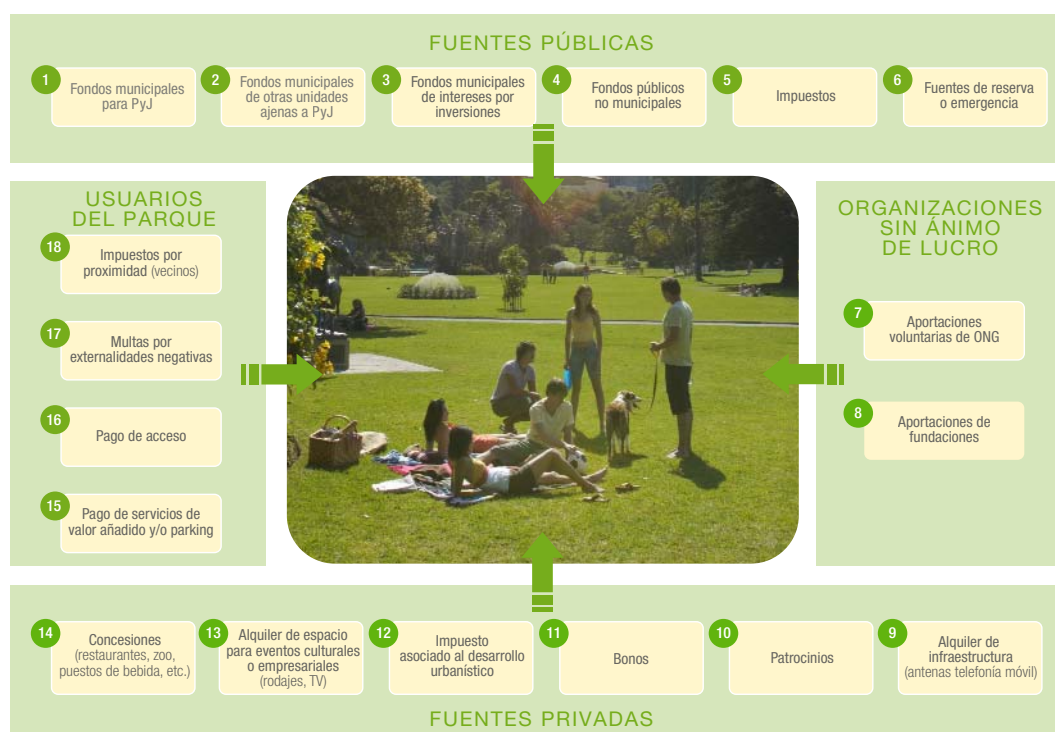 FUENTES PÚBLICAS
1
Fondos municipales
para PyJ
2
Fondos municipales
de otras unidades
ajenas a PyJ
3
Fondos municipales
de intereses por
inversiones
4
Fondos públicos
no municipales
5
Impuestos
6
Fuentes de reserva
o emergencia
USUARIOS
DEL PARQUE
18
Impuestos por
proximidad (vecinos)
17
Multas por
externalidades negativas
16
Pago de acceso
15
Pago de servicios de
valor añadido y/o parking
ORGANIZACIONES
SIN ÁNIMO
DE LUCRO
7
Aportaciones
voluntarias de ONG
8
Aportaciones de
fundaciones
14
Concesiones
(restaurantes, zoo,
puestos de bebida, etc.)
13
Alquiler de espacio
para eventos culturales
o empresariales
(rodajes, TV)
12
Impuesto
asociado al desarrollo
urbanístico
11
Bonos
10
Patrocinios
9
Alquiler de
infraestructura
(antenas telefonía móvil)
FUENTES PRIVADAS